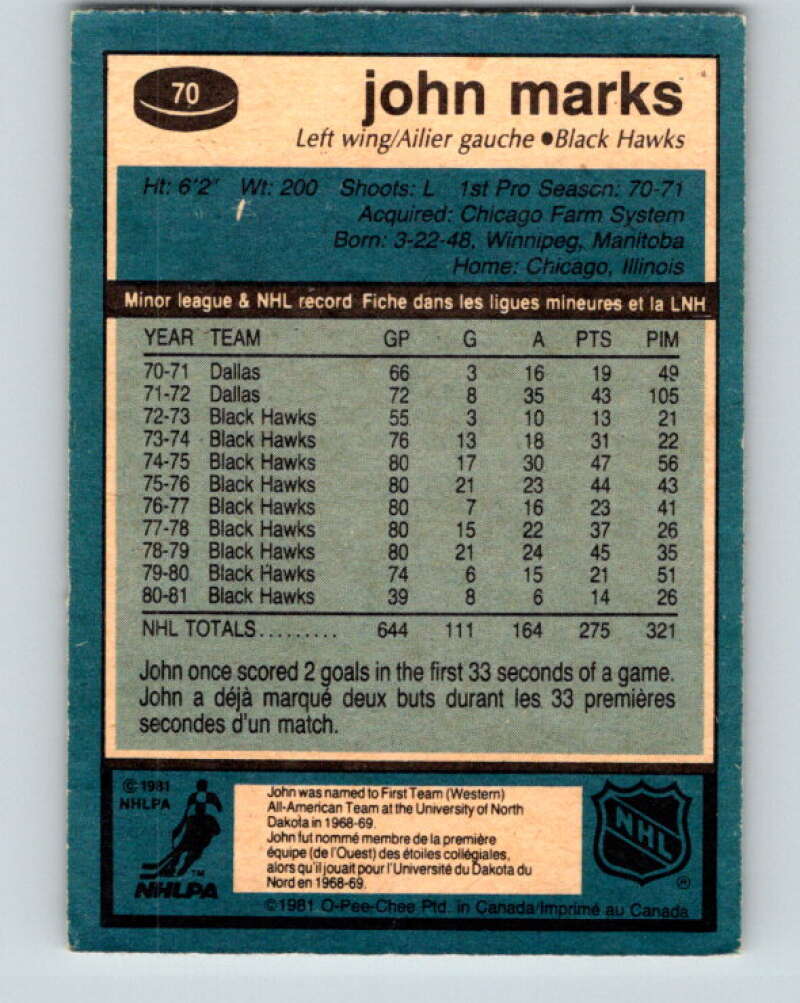 70
john marks
Left wing/Ailier gauche ●Black Hawks
Ht: 6'2" Wt: 200 Shoots: L 1st Pro Season: 70-71
Acquired: Chicago Farm System
Born: 3-22-48, Winnipeg, Manitoba
Home: Chicago, Illinois
Minor league & NHL record Fiche dans les ligues mineures et la LNH
YEAR TEAM GP G A PTS PIM
70-71 Dallas 66 3 16 19 49
71-72 Dallas 72 8 35 43 105
72-73 Black Hawks 55 3 10 13 21
73-74 Black Hawks 76 13 18 31 22
74-75 Black Hawks 80 17 30 47 56
75-76 Black Hawks 80 21 23 44 43
76-77 Black Hawks 80 7 16 23 41
77-78 Black Hawks 80 15 22 37 26
78-79 Black Hawks 80 21 24 45 35
79-80 Black Hawks 74 6 15 21 51
80-81 Black Hawks 39 8 6 14 26
NHL TOTALS......... 644 111 164 275 321
John once scored 2 goals in the first 33 seconds of a game.
John a déjà marqué deux buts durant les 33 premières
secondes d'un match.
©1981
NHLPA
TM
NHLPA
John was named to First Team (Western)
All-American Team at the University of North
Dakota in 1968-69.
John fut nommé membre de la première
équipe (de l'Ouest) des étoiles collégiales,
alors qu'il jouait pour l'Université du Dakota du
Nord en 1968-69.
NHL
®
©1981 O-Pee-Chee Ptd. in Canada/Imprimé au Canada